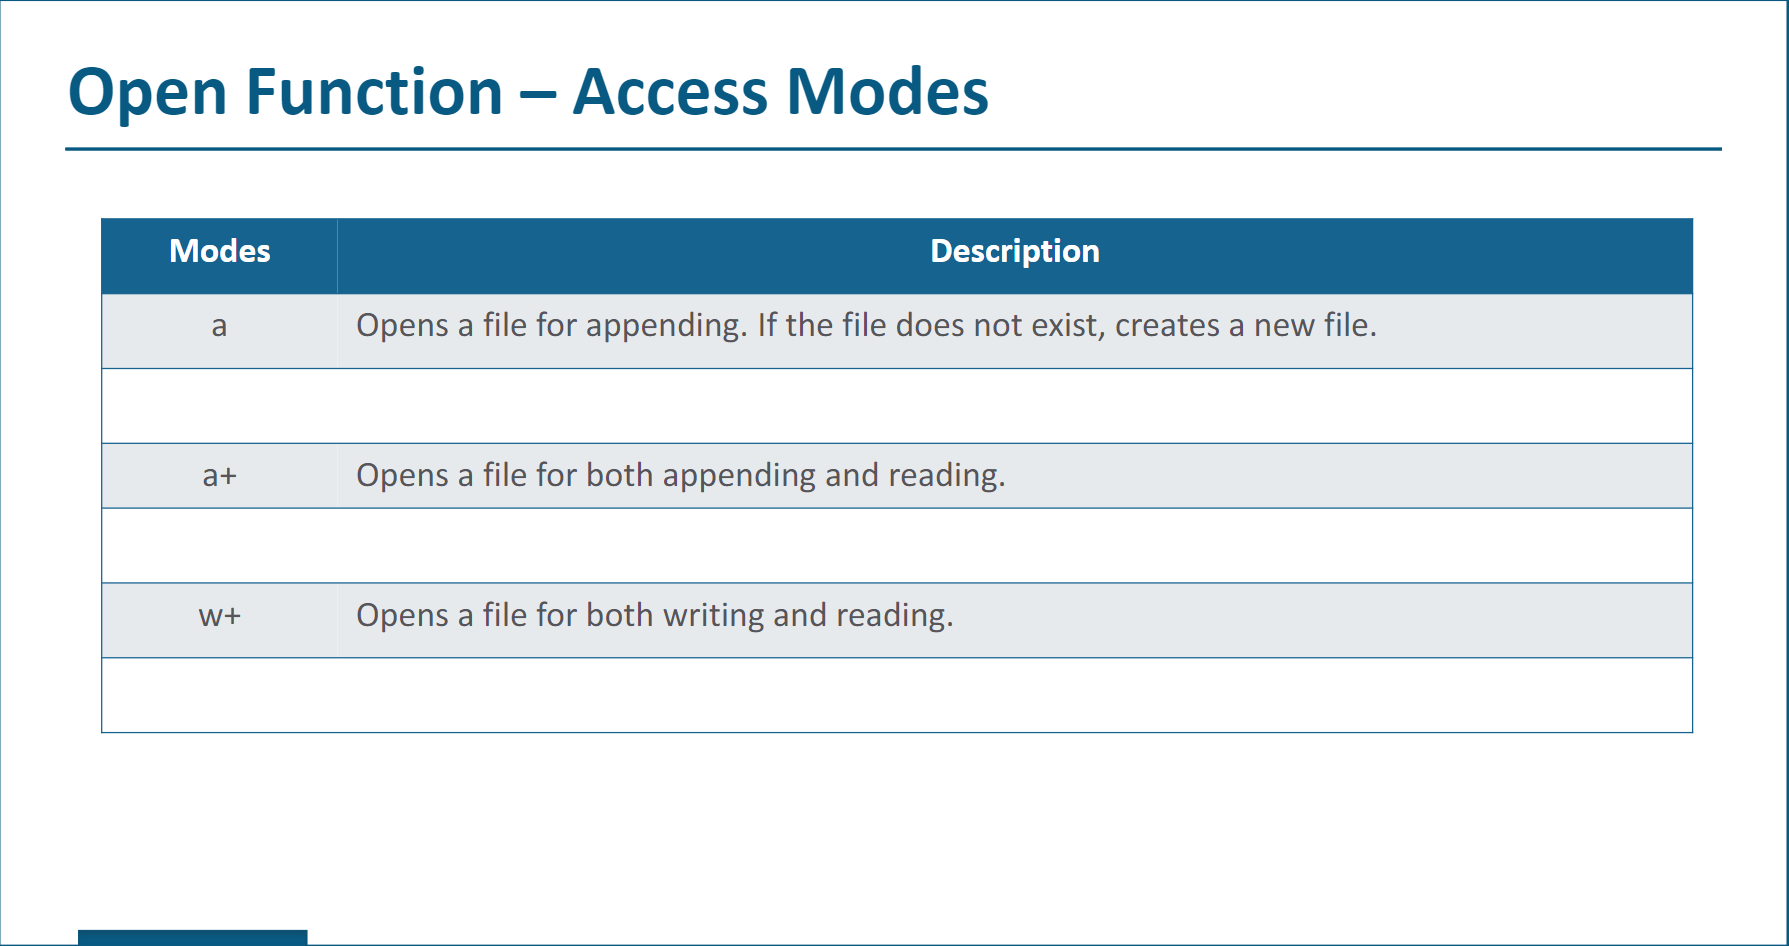 Open Function – Access Modes
Modes Description
a Opens a file for appending. If the file does not exist, creates a new file.
a+ Opens a file for both appending and reading.
w+ Opens a file for both writing and reading.